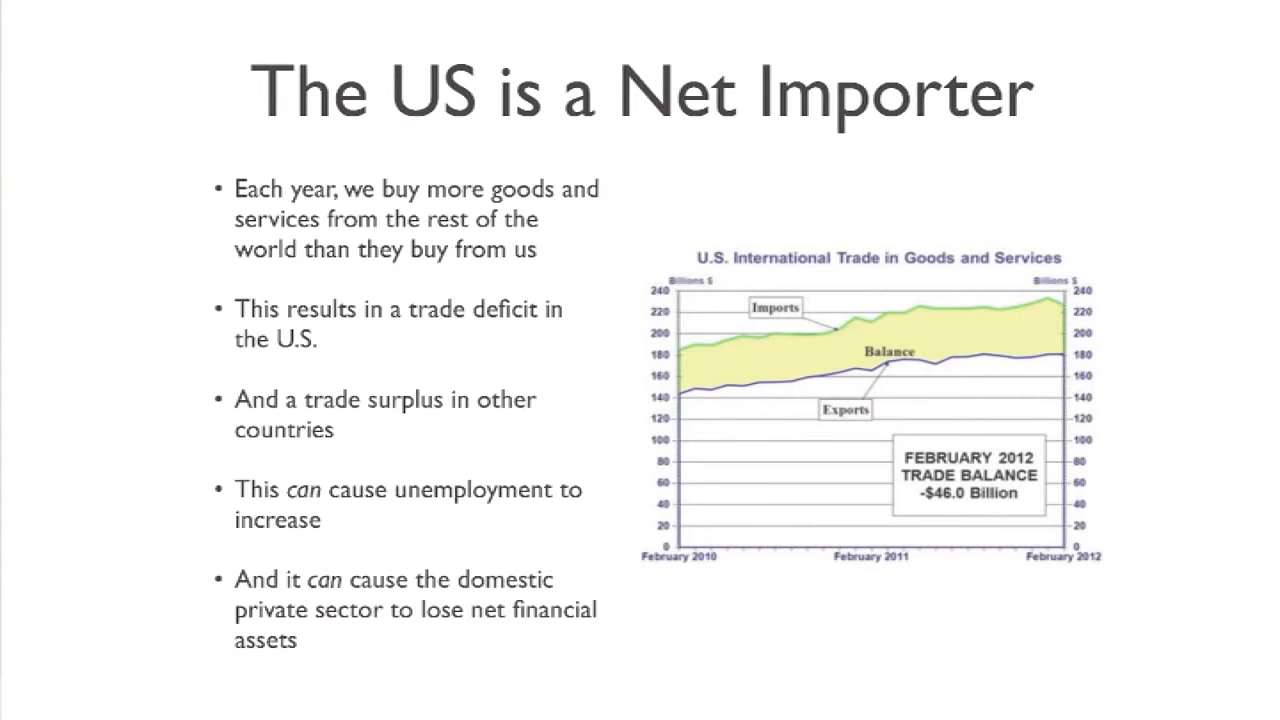 The US is a Net Importer
• Each year, we buy more goods and
services from the rest of the
world than they buy from us
• This results in a trade deficit in
the U.S.
• And a trade surplus in other
countries
• This can cause unemployment to
increase
• And it can cause the domestic
private sector to lose net financial
assets
U.S. International Trade in Goods and Services
Billions $ Billions $
240 240
220 220
200 200
180 180
160 160
140 140
120 120
100 100
80 80
60 60
40 40
20 20
0 0
Imports
Balance
Exports
FEBRUARY 2012
TRADE BALANCE
-$46.0 Billion
February 2010 February 2011 February 2012